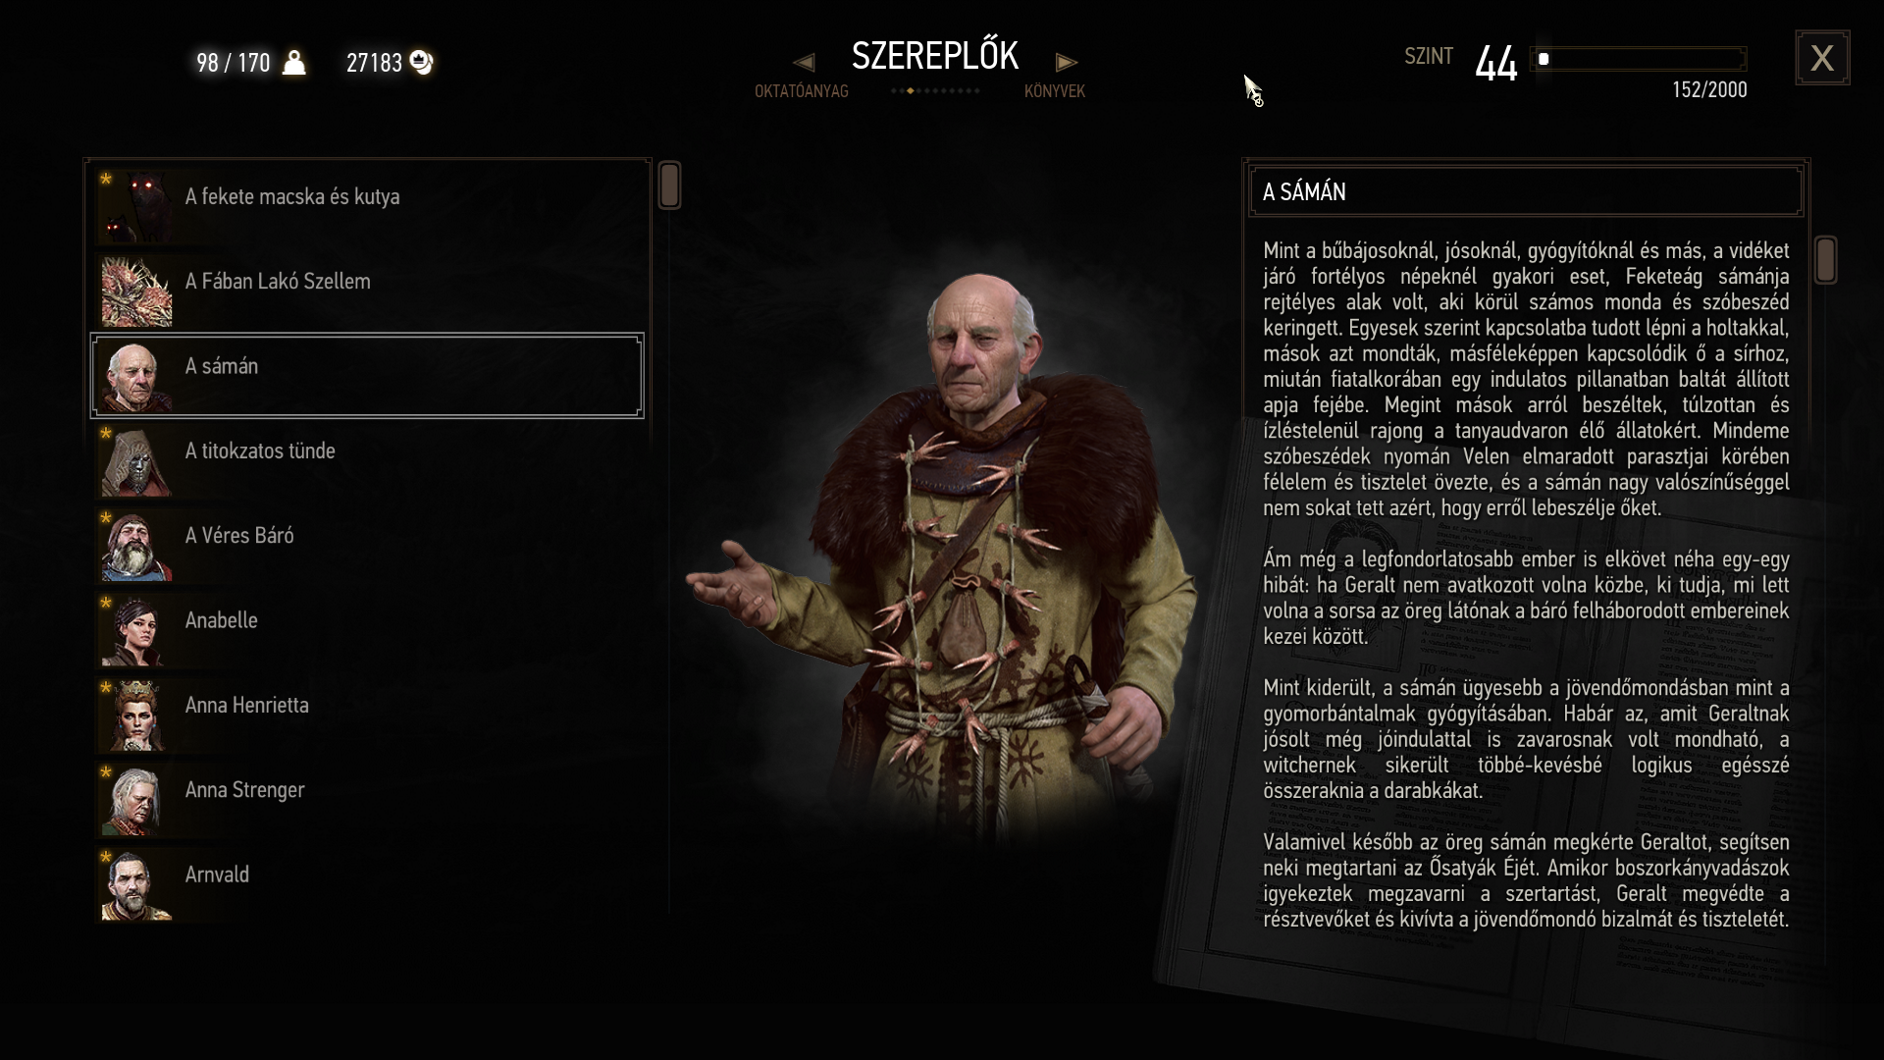 98 / 170
27183
SZEREPLŐK
OKTATÓANYAG
KÖNYVEK
SZINT 44
152/2000
X
A fekete macska és kutya
A Fában Lakó Szellem
A sámán
A titokzatos tünde
A Véres Báró
Anabelle
Anna Henrietta
Anna Strenger
Arnvald
A SÁMÁN
Mint a bűbájosoknál, jósoknál, gyógyítóknál és más, a vidéket
járó fortélyos népeknél gyakori eset, Feketeág sámánja
rejtélyes alak volt, aki körül számos monda és szóbeszéd
keringett. Egyesek szerint kapcsolatba tudott lépni a holtakkal,
mások azt mondták, másféleképpen kapcsolódik ő a sírhoz,
miután fiatalkorában egy indulatos pillanatban baltát állított
apja fejébe. Megint mások arról beszéltek, túlzottan és
ízléstelenül rajong a tanyaudvaron élő állatokért. Mindeme
szóbeszédek nyomán Velen elmaradott parasztjai körében
félelem és tisztelet övezte, és a sámán nagy valószínűséggel
nem sokat tett azért, hogy erről lebeszélje őket.
Ám még a legfondorlatosabb ember is elkövet néha egy-egy
hibát: ha Geralt nem avatkozott volna közbe, ki tudja, mi lett
volna a sorsa az öreg látónak a báró felháborodott embereinek
kezei között.
Mint kiderült, a sámán ügyesebb a jövendőmondásban mint a
gyomorbántalmak gyógyításában. Habár az, amit Geraltnak
jósolt még jóindulattal is zavarosnak volt mondható, a
witchernek sikerült többé-kevésbé logikus egésszé
összeraknia a darabkákat.
Valamivel később az öreg sámán megkérte Geraltot, segítsen
neki megtartani az Ősatyák Éjét. Amikor boszorkányvadászok
igyekeztek megzavarni a szertartást, Geralt megvédte a
résztvevőket és kivívta a jövendőmondó bizalmát és tiszteletét.